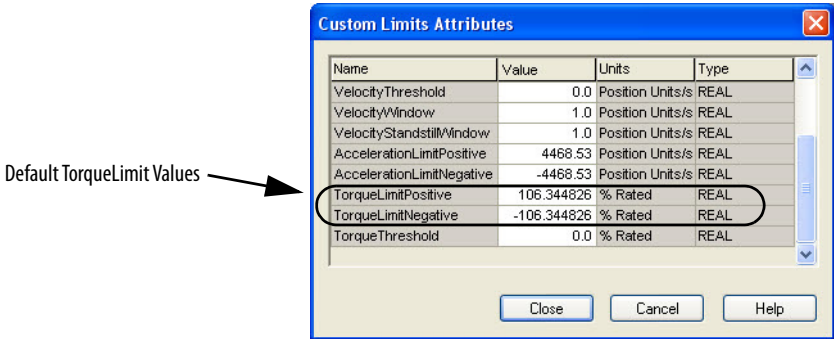 Custom Limits Attributes
Name Value Units Type
VelocityThreshold 0.0 Position Units/s REAL
VelocityWindow 1.0 Position Units/s REAL
VelocityStandstillWindow 1.0 Position Units/s REAL
AccelerationLimitPositive 4468.53 Position Units/s REAL
AccelerationLimitNegative -4468.53 Position Units/s REAL
Default TorqueLimit Values
TorqueLimitPositive 106.344826 % Rated REAL
TorqueLimitNegative -106.344826 % Rated REAL
TorqueThreshold 0.0 % Rated REAL
Close Cancel Help